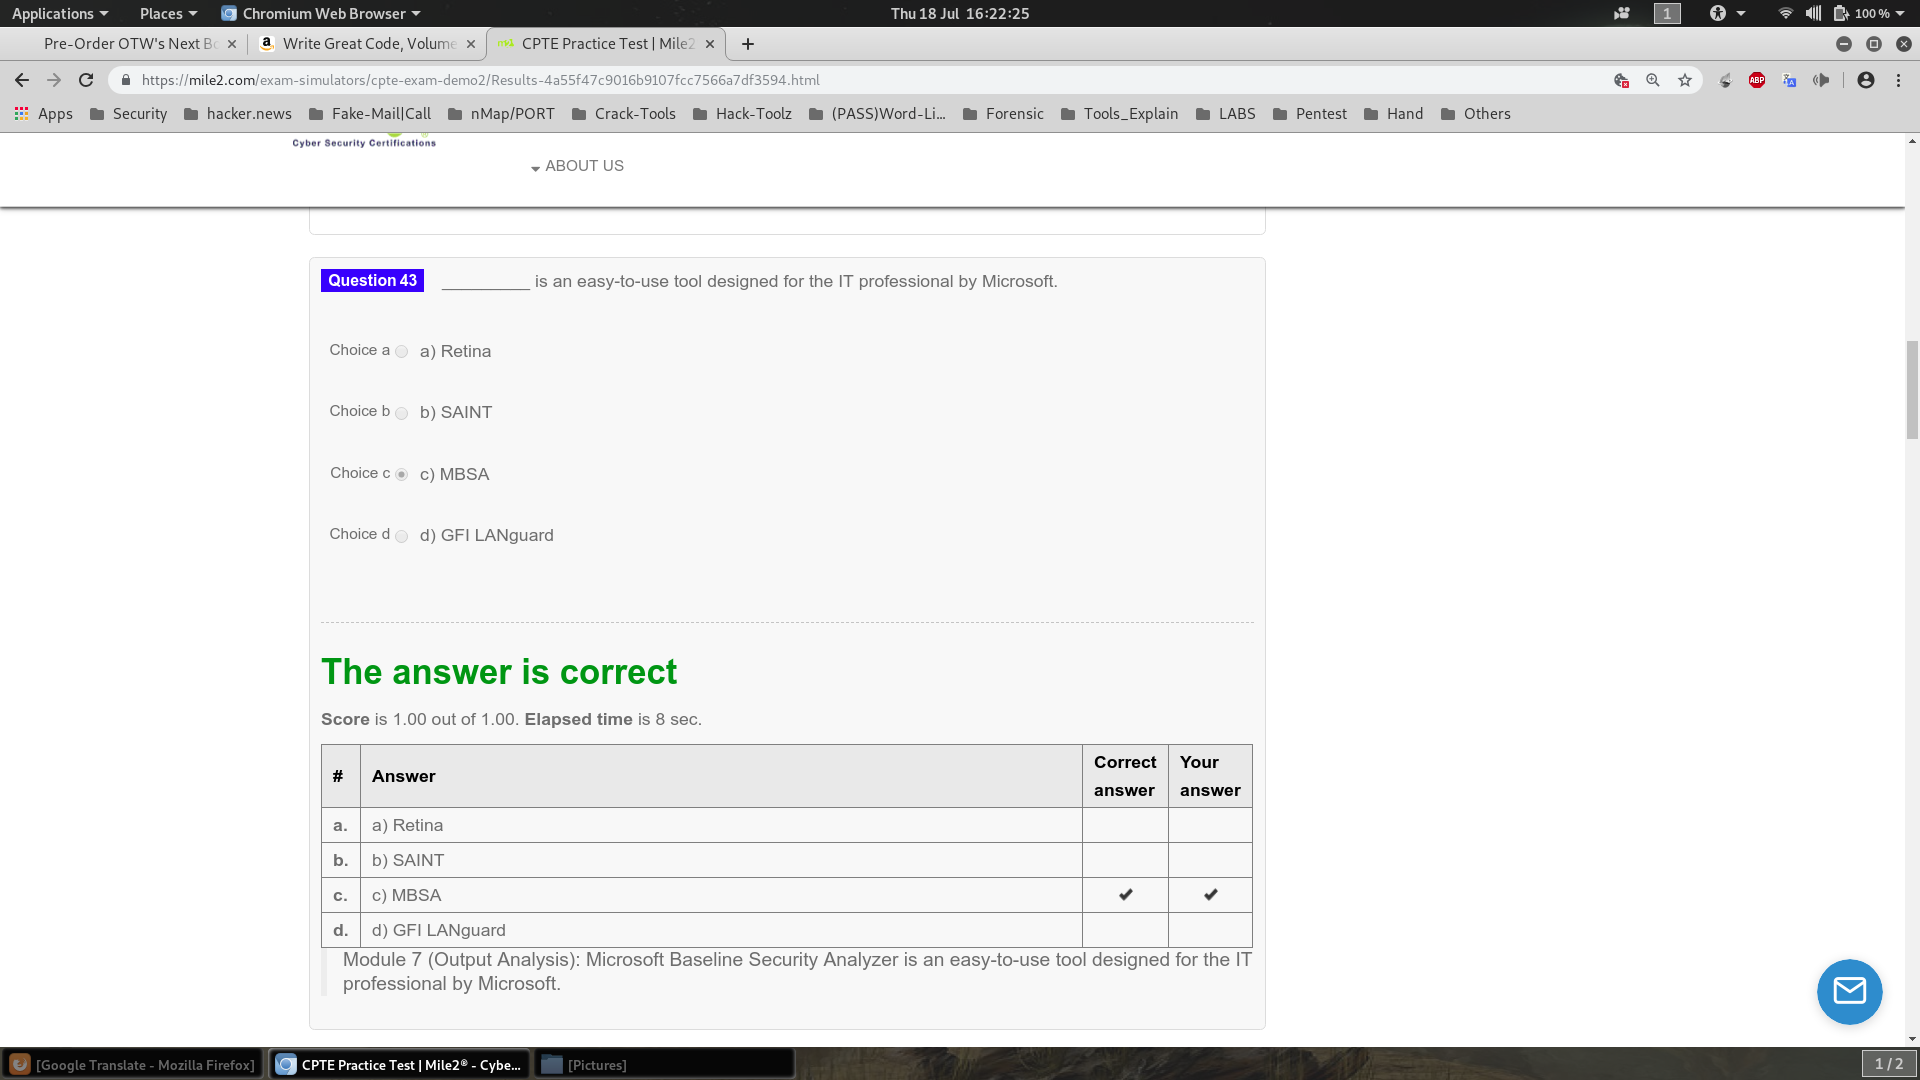 Applications Places Chromium Web Browser Thu 18 Jul 16:22:25 1 100 %
Pre-Order OTW's Next Bo Write Great Code, Volume CPTE Practice Test | Mile2
https://mile2.com/exam-simulators/cpte-exam-demo2/Results-4a55f47c9016b9107fcc7566a7df3594.html ABP
Apps Security hacker.news Fake-Mail|Call nMap/PORT Crack-Tools Hack-Toolz (PASS)Word-Li... Forensic Tools_Explain LABS Pentest Hand Others
Cyber Security Certifications
ABOUT US
Question 43 __________ is an easy-to-use tool designed for the IT professional by Microsoft.
Choice a a) Retina
Choice b b) SAINT
Choice c c) MBSA
Choice d d) GFI LANguard
The answer is correct
Score is 1.00 out of 1.00. Elapsed time is 8 sec.
# Answer Correct answer Your answer
a. a) Retina
b. b) SAINT
c. c) MBSA ✔ ✔
d. d) GFI LANguard
Module 7 (Output Analysis): Microsoft Baseline Security Analyzer is an easy-to-use tool designed for the IT
professional by Microsoft.
[Google Translate - Mozilla Firefox] CPTE Practice Test | Mile2® - Cybe... [Pictures] 1 / 2